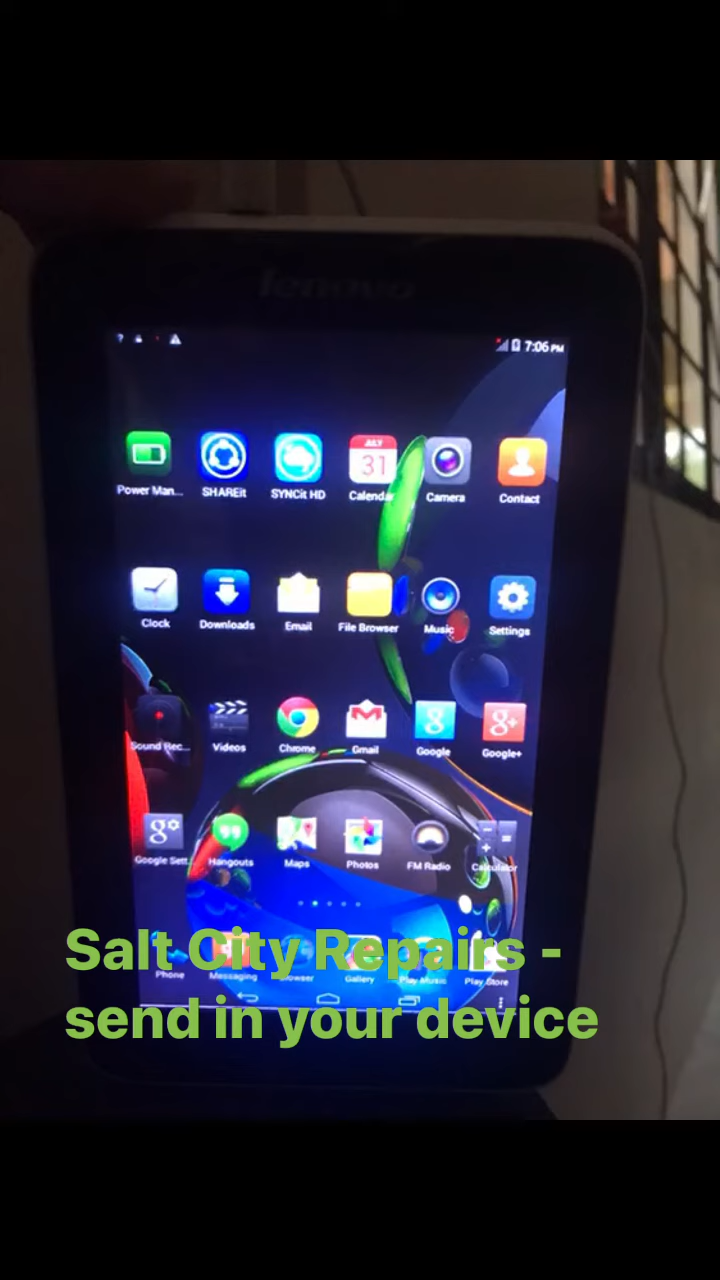 lenovo
7:06 PM
Power Man... SHAREit SYNCit HD Calendar Camera Contact
JULY
31
Clock Downloads Email File Browser Music Settings
Sound Rec... Videos Chrome Gmail Google Google+
Google Sett... Hangouts Maps Photos FM Radio Calculator
Phone Messaging Browser Gallery Play Music Play Store
Salt City Repairs -
send in your device